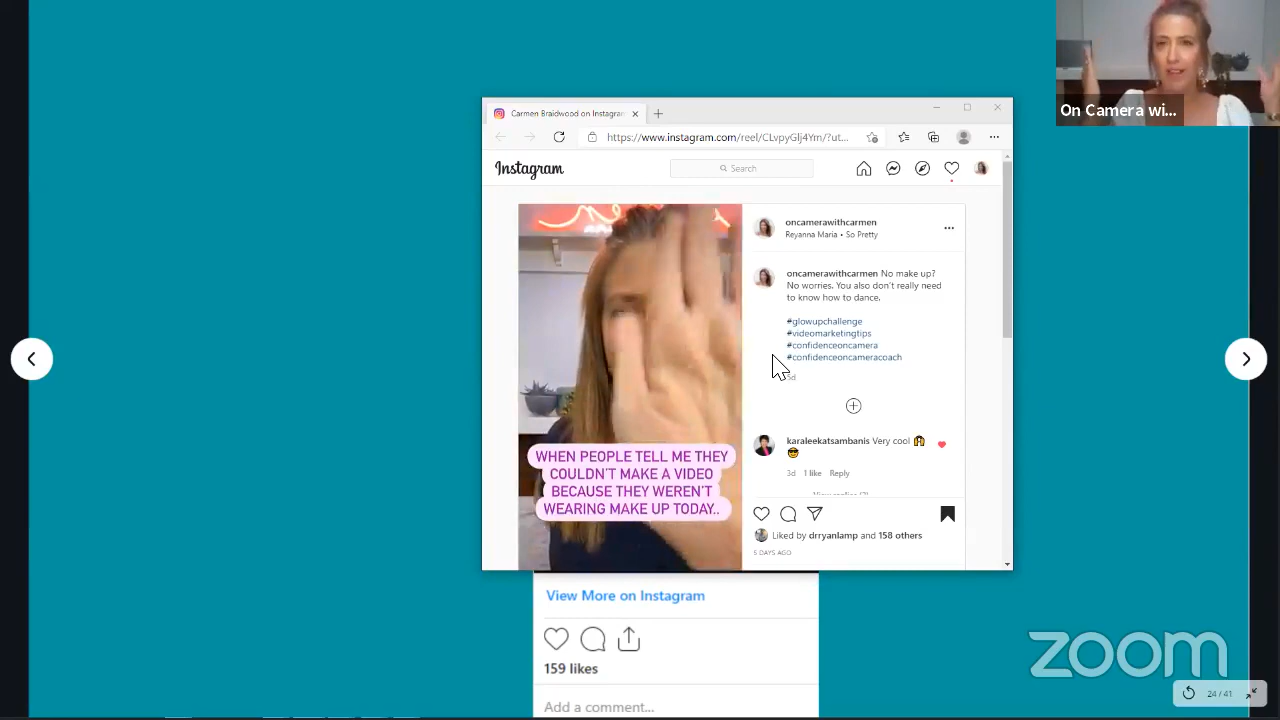 On Camera wi...
Carmen Braidwood on Instagram
https://www.instagram.com/reel/CLvpyGlj4Ym/?ut...
Instagram
Search
oncamerawithcarmen
Reyanna Maria • So Pretty
oncamerawithcarmen No make up?
No worries. You also don't really need
to know how to dance.
#glowupchallenge
#videomarketingtips
#confidenceoncamera
#confidenceoncameracoach
karaleekatsambanis Very cool
3d 1 like Reply
Liked by drryanlamp and 158 others
WHEN PEOPLE TELL ME THEY
COULDN'T MAKE A VIDEO
BECAUSE THEY WEREN'T
WEARING MAKE UP TODAY..
View More on Instagram
159 likes
Add a comment...
zoom
24 / 41